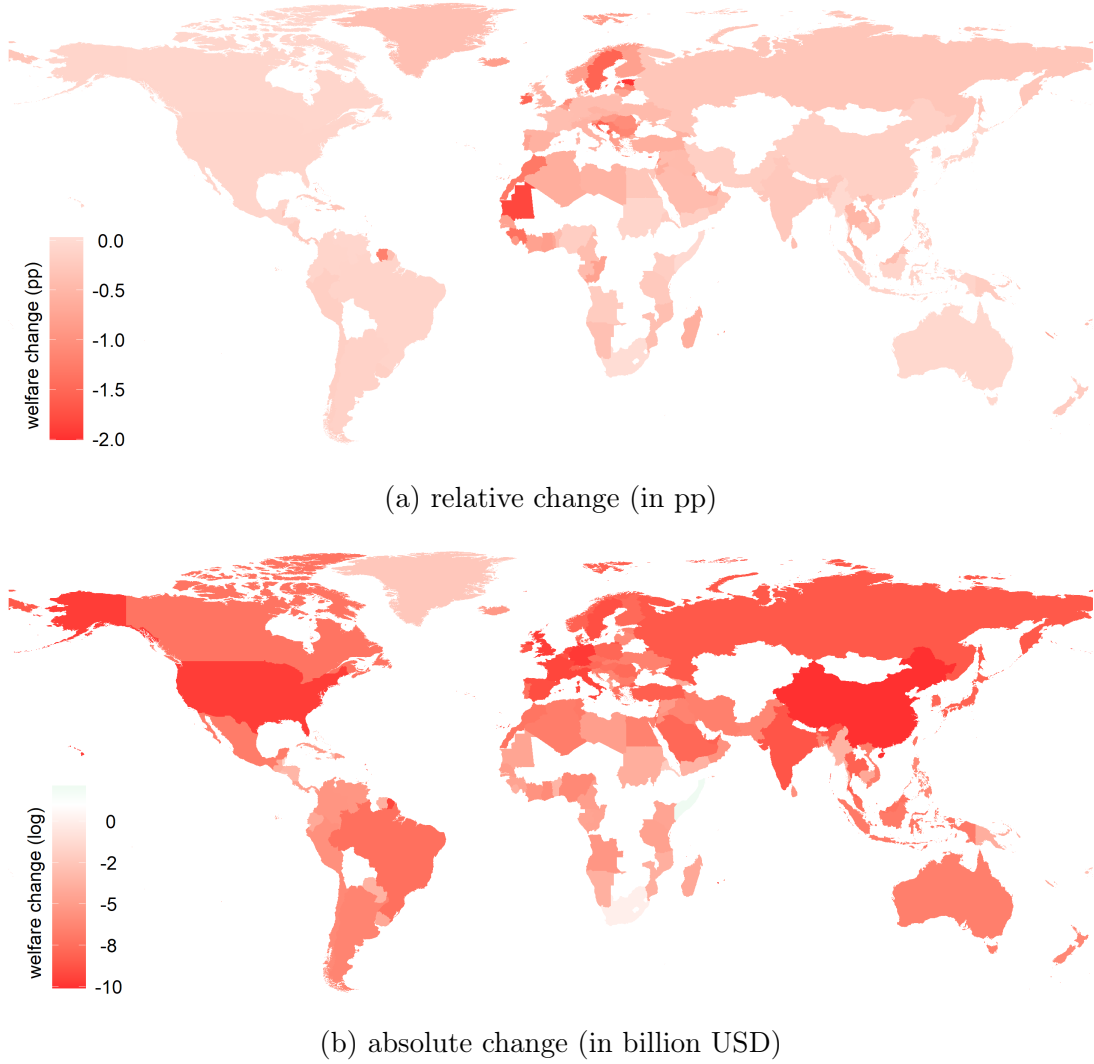 welfare change (pp)
0.0
-0.5
-1.0
-1.5
-2.0
(a) relative change (in pp)
welfare change (log)
0
-2
-5
-8
-10
(b) absolute change (in billion USD)